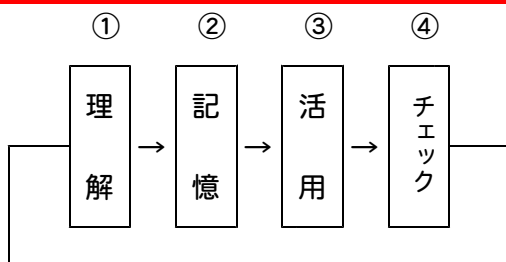 ① ② ③ ④
理解 → 記憶 → 活用 → チェック